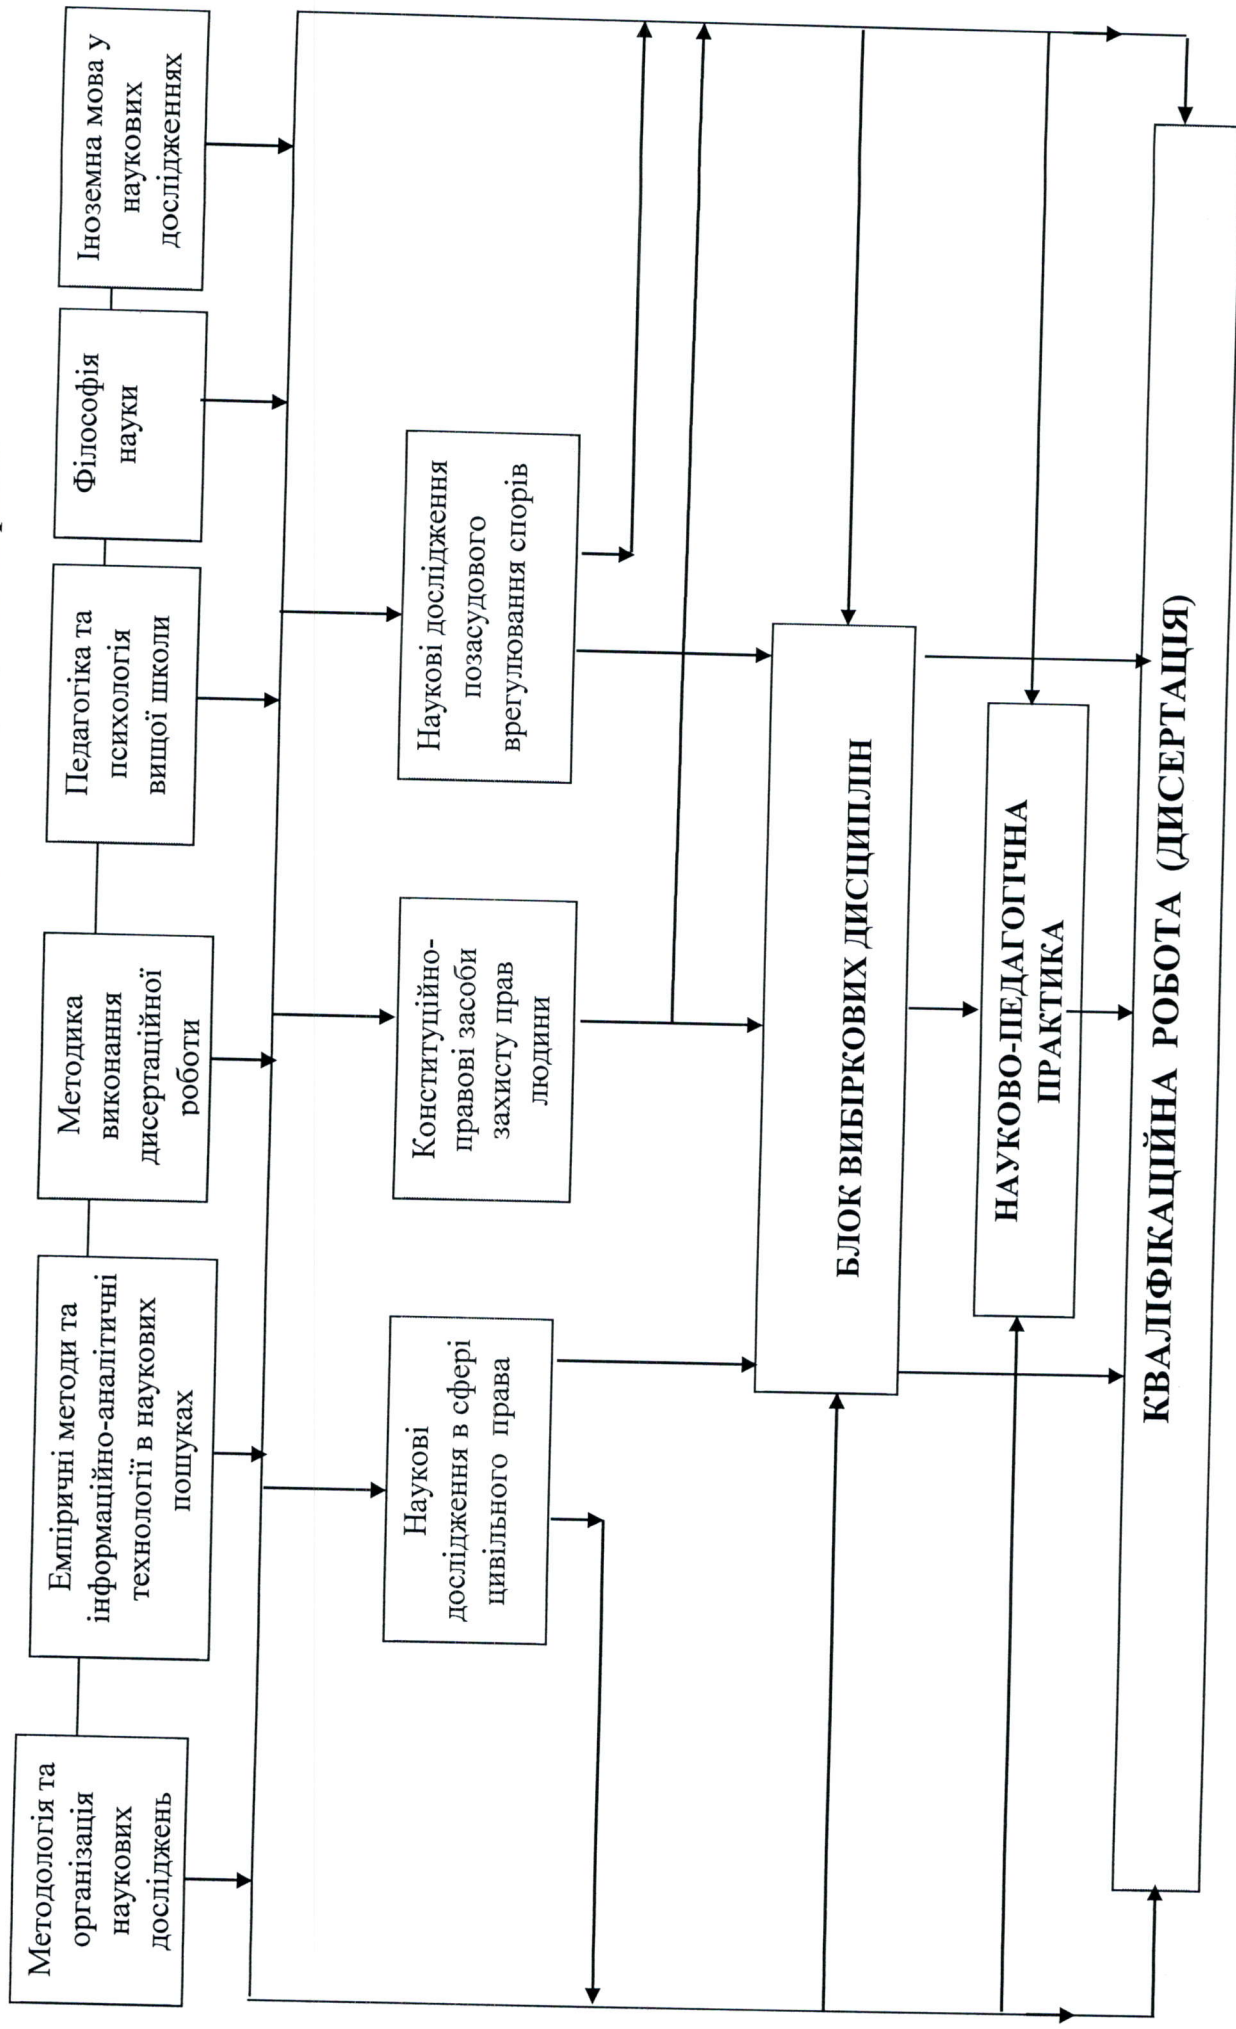 Методологія та
організація
наукових
досліджень
Емпіричні методи та
інформаційно-аналітичні
технології в наукових
пошуках
Методика
виконання
дисертаційної
роботи
Педагогіка та
психологія
вищої школи
Філософія
науки
Іноземна мова у
наукових
дослідженнях
Наукові
дослідження в сфері
цивільного права
Конституційно-
правові засоби
захисту прав
людини
Наукові дослідження
позасудового
врегулювання спорів
БЛОК ВИБІРКОВИХ ДИСЦИПЛІН
НАУКОВО-ПЕДАГОГІЧНА
ПРАКТИКА
КВАЛІФІКАЦІЙНА РОБОТА (ДИСЕРТАЦІЯ)